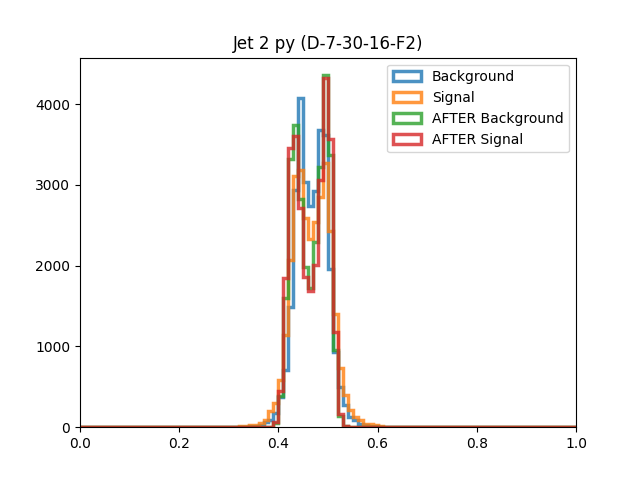 Jet 2 py (D-7-30-16-F2)
Background
Signal
AFTER Background
AFTER Signal
4000
3000
2000
1000
0
0.0 0.2 0.4 0.6 0.8 1.0